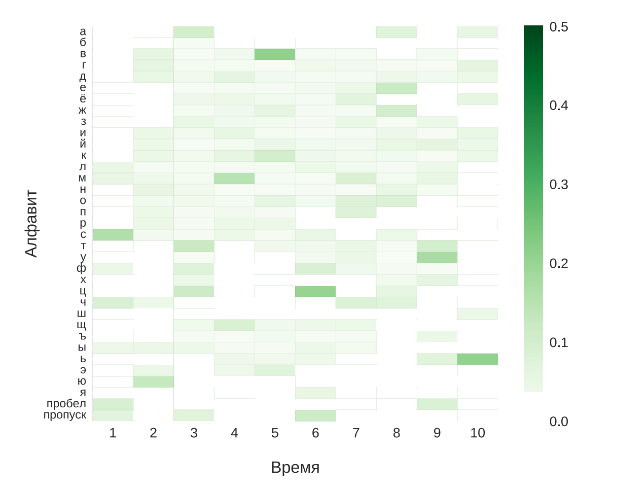 Алфавит
а
б
в
г
д
е
ё
ж
з
и
й
к
л
м
н
о
п
р
с
т
у
ф
х
ц
ч
ш
щ
ъ
ы
ь
э
ю
я
пробел
пропуск
1 2 3 4 5 6 7 8 9 10
Время
0.5
0.4
0.3
0.2
0.1
0.0